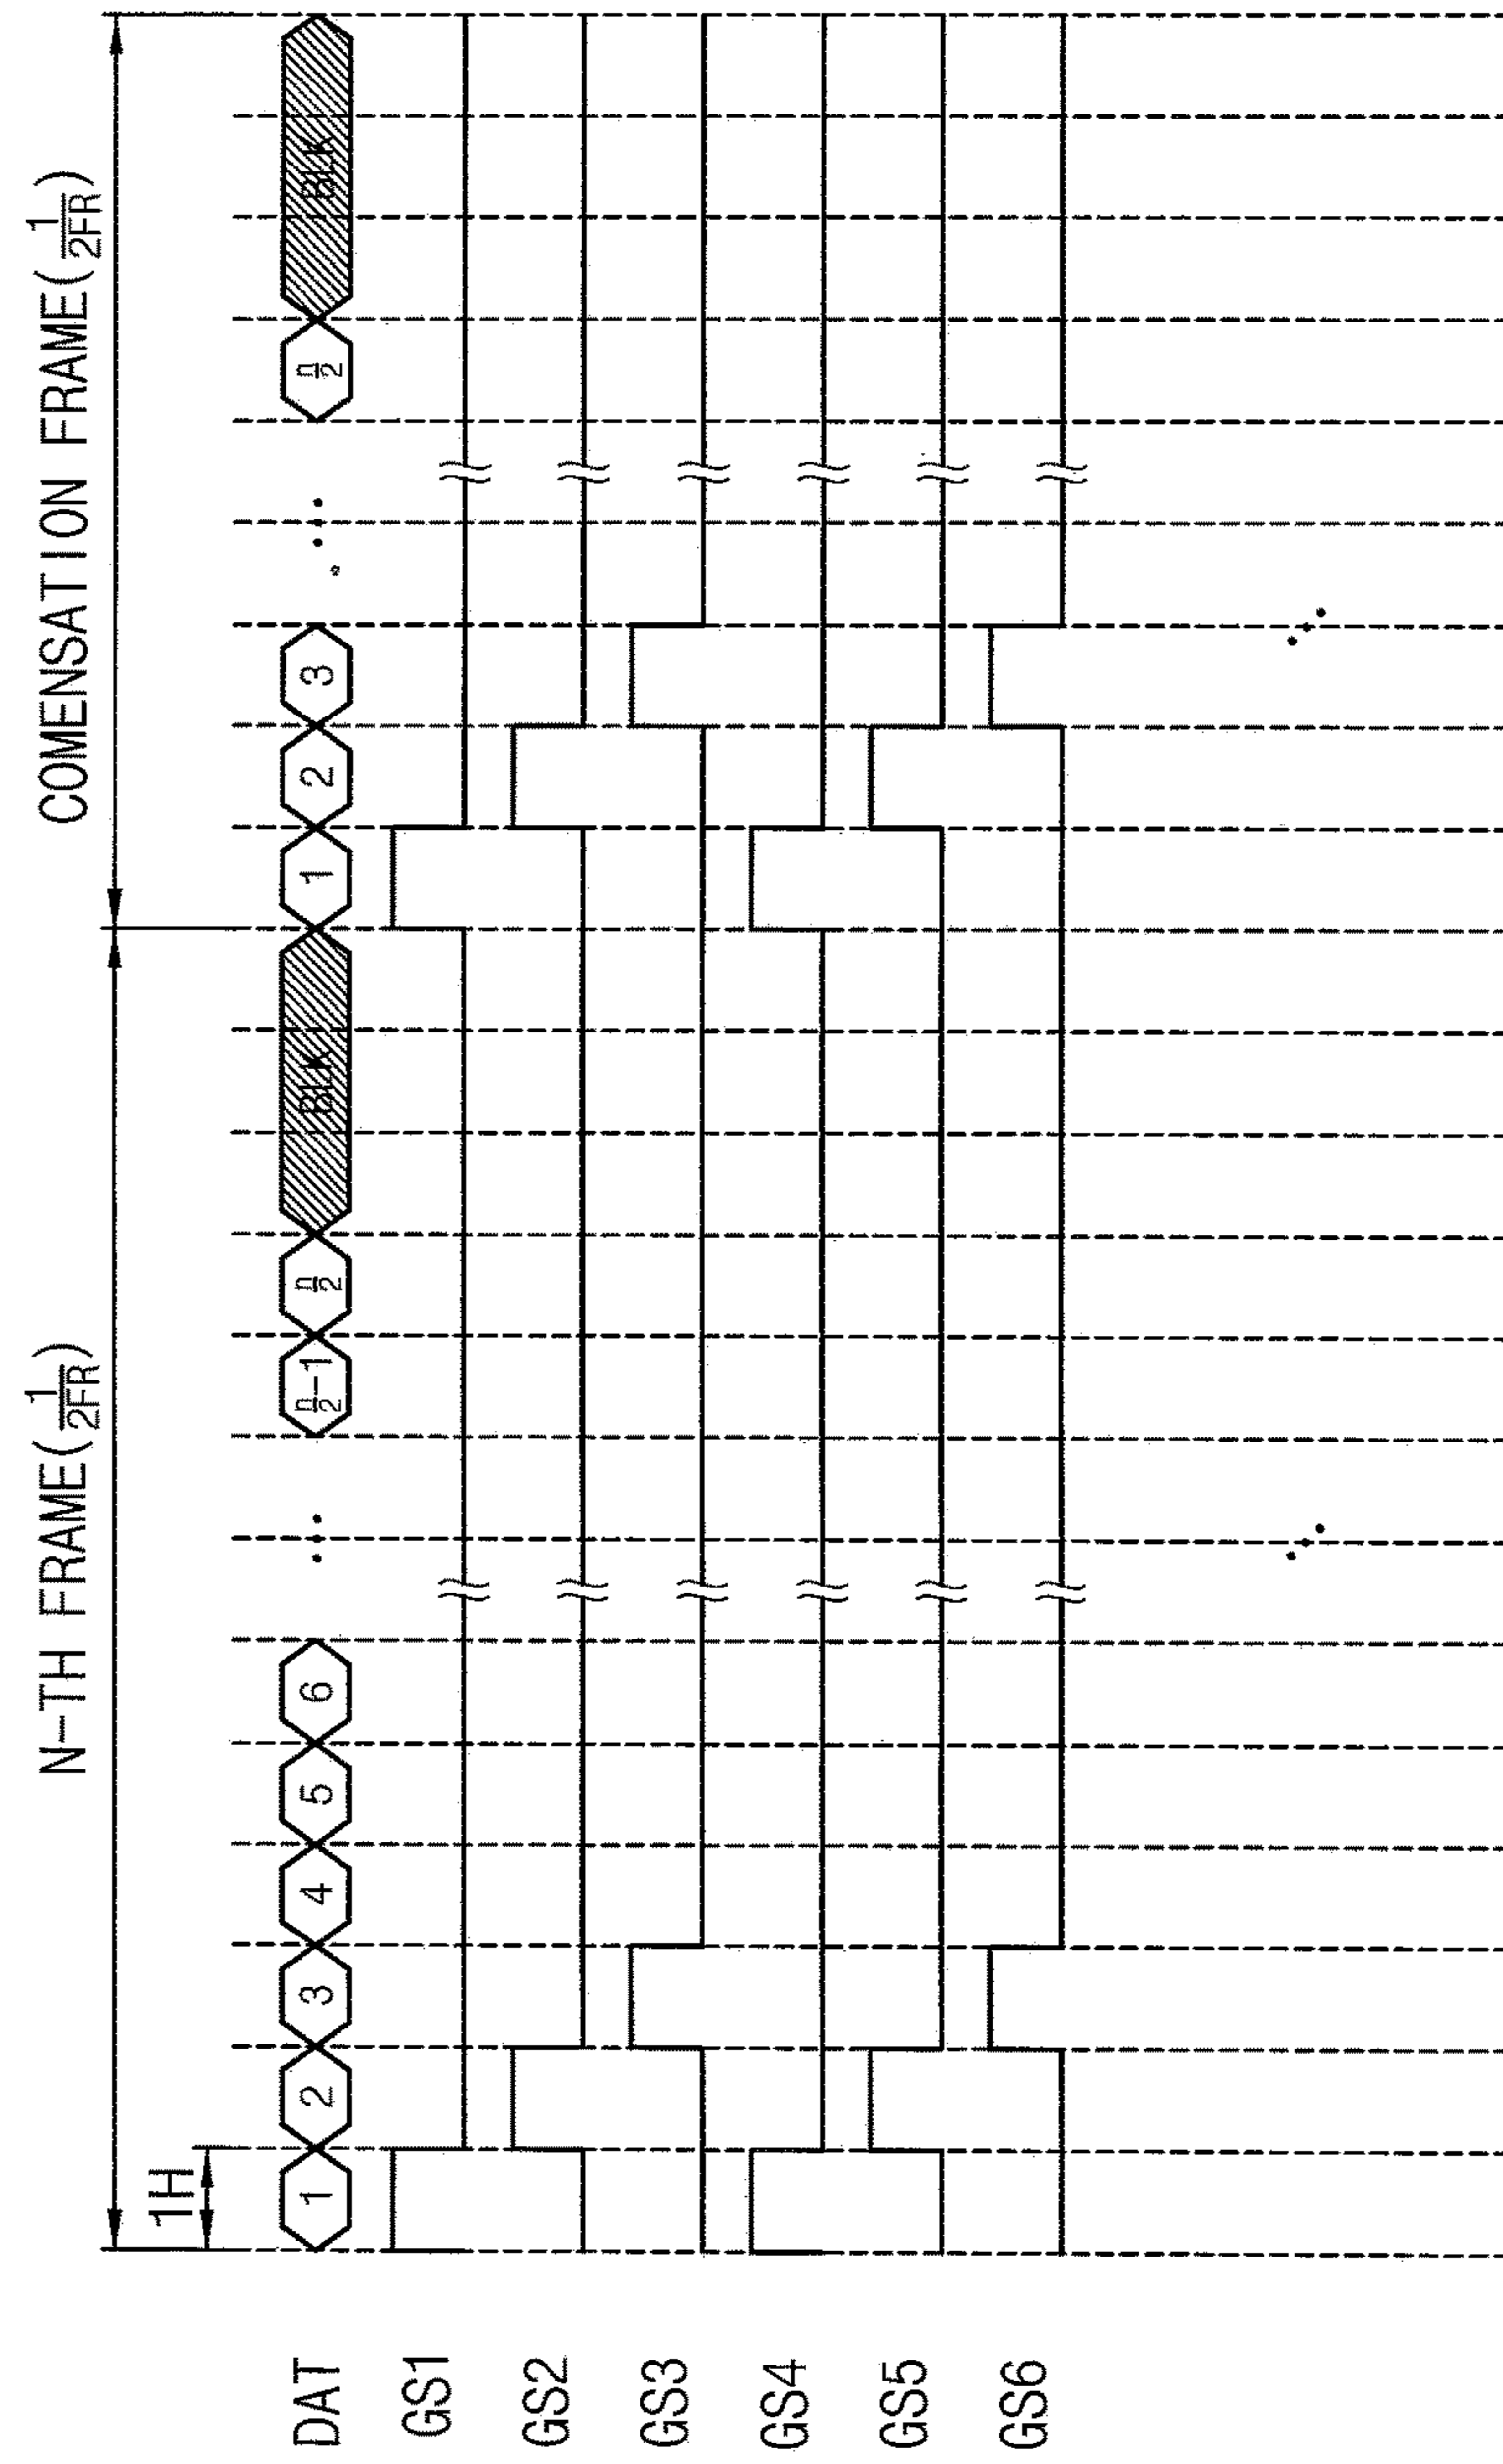 N-TH FRAME(1/2FR) COMENSATION FRAME(1/2FR)
1H
DAT 1 2 3 4 5 6 ... n/2-1 n/2 BLK 1 2 3 ... n/2 BLK
GS1
GS2
GS3
GS4
GS5
GS6